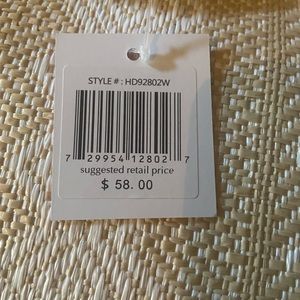 STYLE # : HD92802W
7 29954 12802 7
suggested retail price
$ 58. 00